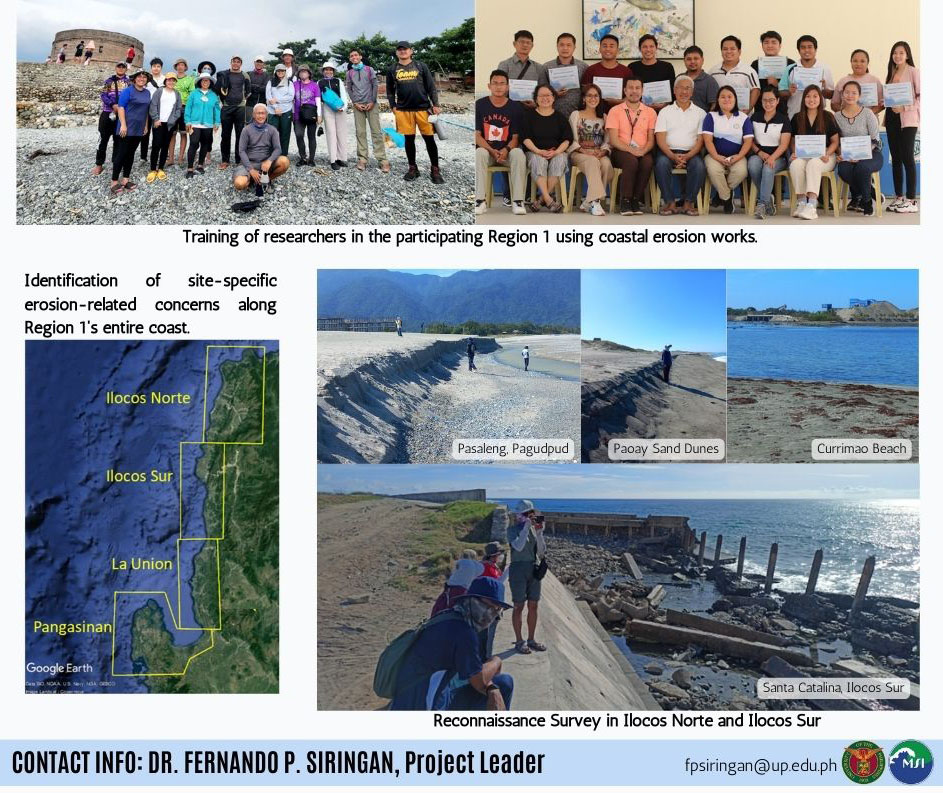 CANADA
Training of researchers in the participating Region 1 using coastal erosion works.
Identification of site-specific
erosion-related concerns along
Region 1's entire coast.
Ilocos Norte
Ilocos Sur
La Union
Pangasinan
Google Earth
Pasaleng, Pagudpud
Paoay Sand Dunes
Currimao Beach
Santa Catalina, Ilocos Sur
Reconnaissance Survey in Ilocos Norte and Ilocos Sur
CONTACT INFO: DR. FERNANDO P. SIRINGAN, Project Leader
fpsiringan@up.edu.ph
MSI